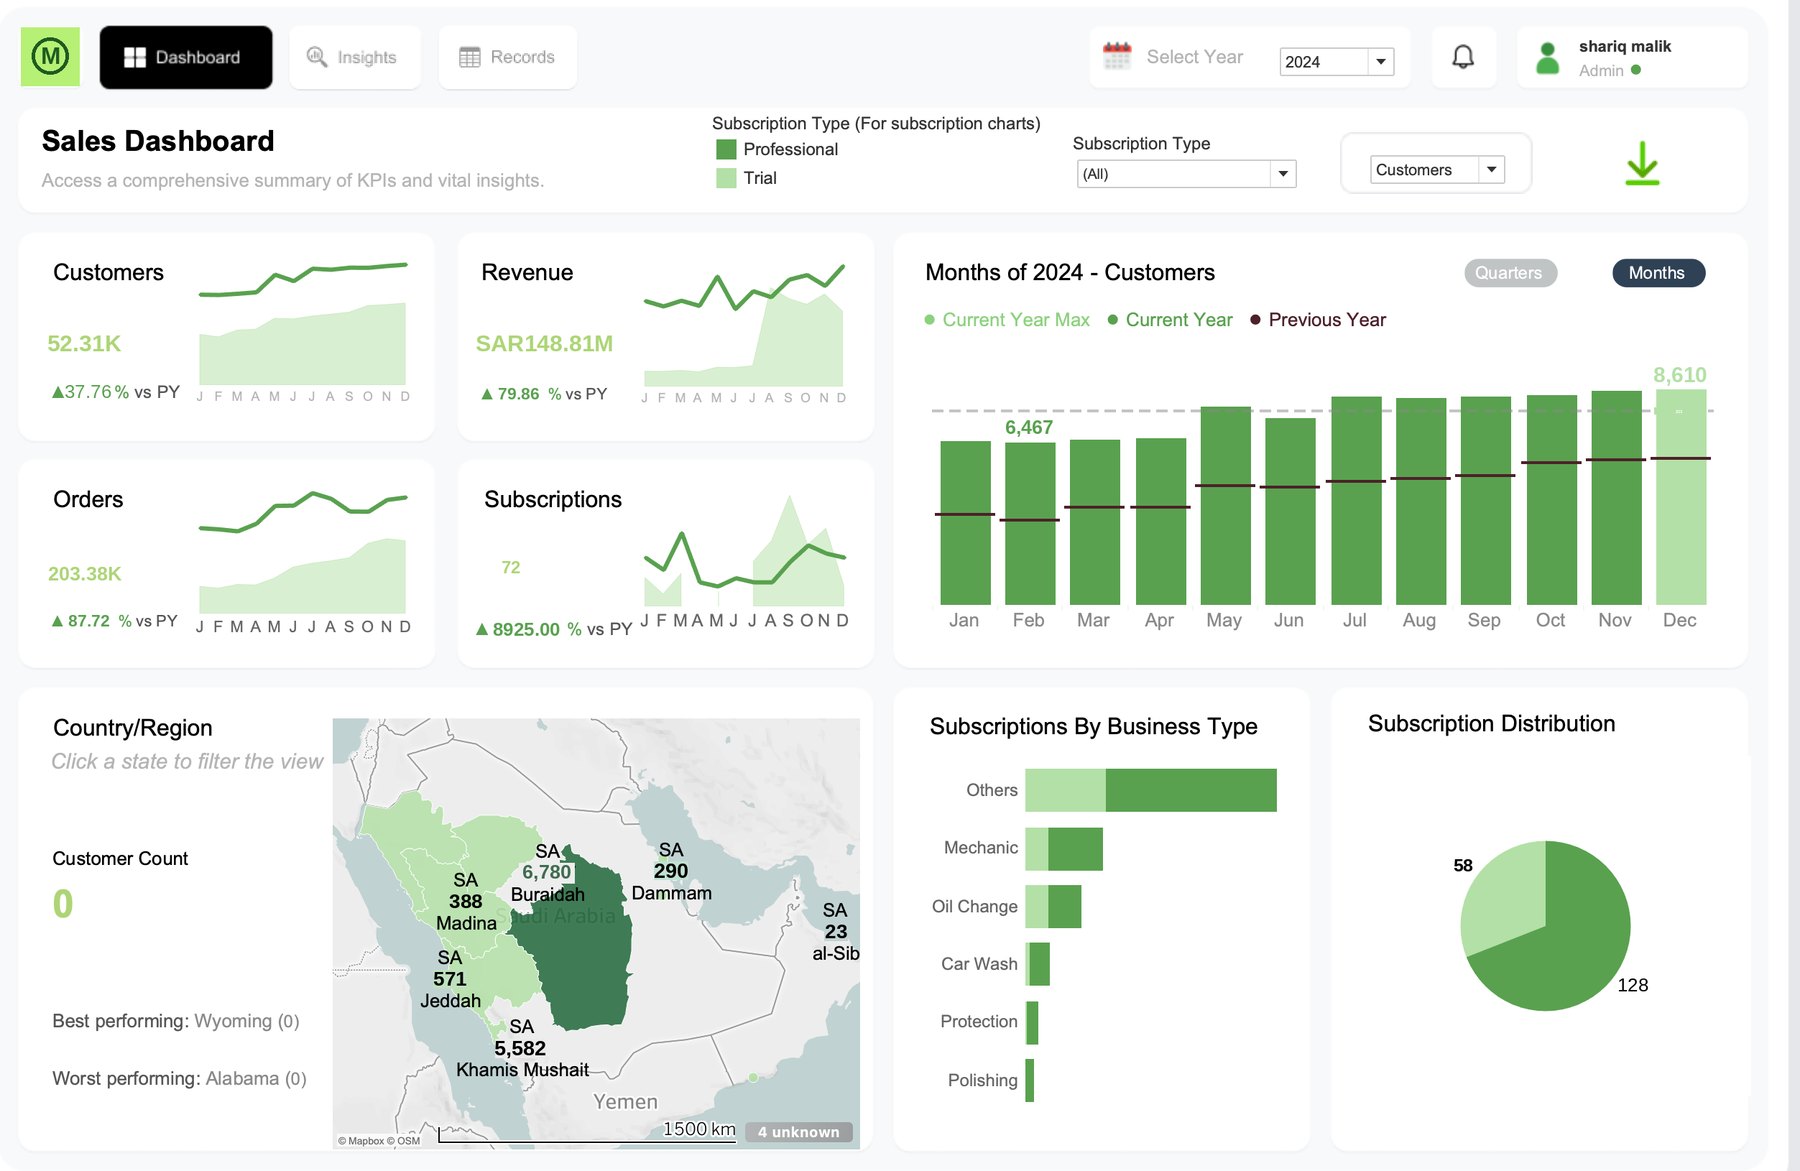 M
Dashboard
Insights
Records
Select Year
2024
shariq malik
Admin
Sales Dashboard
Access a comprehensive summary of KPIs and vital insights.
Subscription Type (For subscription charts)
Professional
Trial
Subscription Type
(All)
Customers
Customers
52.31K
▲37.76% vs PY
J F M A M J J A S O N D
Revenue
SAR148.81M
▲ 79.86 % vs PY
J F M A M J J A S O N D
Months of 2024 - Customers
Quarters
Months
Current Year Max
Current Year
Previous Year
6,467
8,610
Jan Feb Mar Apr May Jun Jul Aug Sep Oct Nov Dec
Orders
203.38K
▲ 87.72 % vs PY
J F M A M J J A S O N D
Subscriptions
72
▲ 8925.00 % vs PY
J F M A M J J A S O N D
Country/Region
Click a state to filter the view
Customer Count
0
Best performing: Wyoming (0)
Worst performing: Alabama (0)
SA
6,780
Buraidah
SA
290
Dammam
SA
388
Madina
Saudi Arabia
SA
23
al-Sib
SA
571
Jeddah
SA
5,582
Khamis Mushait
Yemen
1500 km
4 unknown
© Mapbox © OSM
Subscriptions By Business Type
Others
Mechanic
Oil Change
Car Wash
Protection
Polishing
Subscription Distribution
58
128